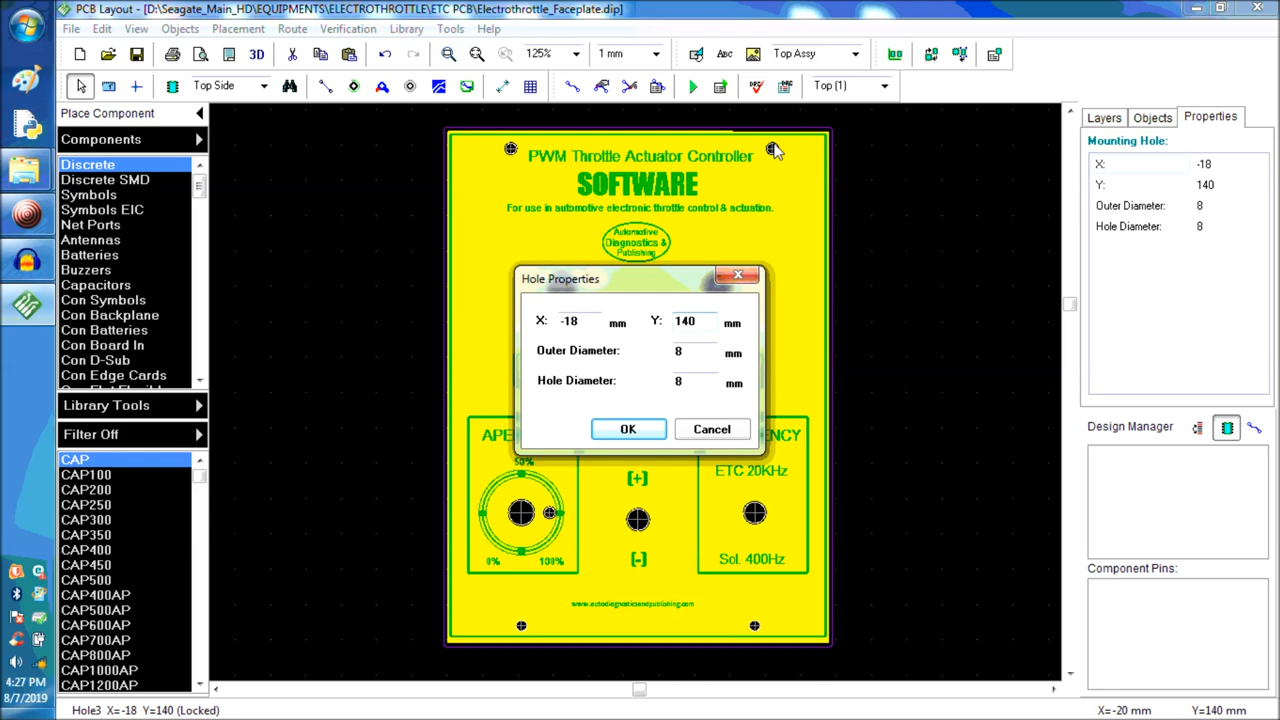 PCB Layout - [D:\Seagate_Main_HD\EQUIPMENTS\ELECTROTHROTTLE\ETC PCB\Electrothrottle_Faceplate.dip]
File Edit View Objects Placement Route Verification Library Tools Help
3D 125% 1 mm Abc Top Assy
Top Side Top (1)
Place Component
Components
Discrete
Discrete SMD
Symbols
Symbols EIC
Net Ports
Antennas
Batteries
Buzzers
Capacitors
Con Symbols
Con Backplane
Con Batteries
Con Board In
Con D-Sub
Con Edge Cards
Library Tools
Filter Off
CAP
CAP100
CAP200
CAP250
CAP300
CAP350
CAP400
CAP450
CAP500
CAP400AP
CAP500AP
CAP600AP
CAP700AP
CAP800AP
CAP1000AP
CAP1200AP
PWM Throttle Actuator Controller
SOFTWARE
For use in automotive electronic throttle control & actuation.
Automotive
Diagnostics &
Publishing
Hole Properties
X: -18 mm Y: 140 mm
Outer Diameter: 8 mm
Hole Diameter: 8 mm
OK Cancel
APE
NCY
50%
0% 100%
(+)
(-)
ETC 20KHz
Sol. 400Hz
www.autodiagnosticsandpublishing.com
Layers Objects Properties
Mounting Hole:
X: -18
Y: 140
Outer Diameter: 8
Hole Diameter: 8
Design Manager
Component Pins:
4:27 PM
8/7/2019
Hole3 X=-18 Y=140 (Locked)
X=-20 mm Y=140 mm